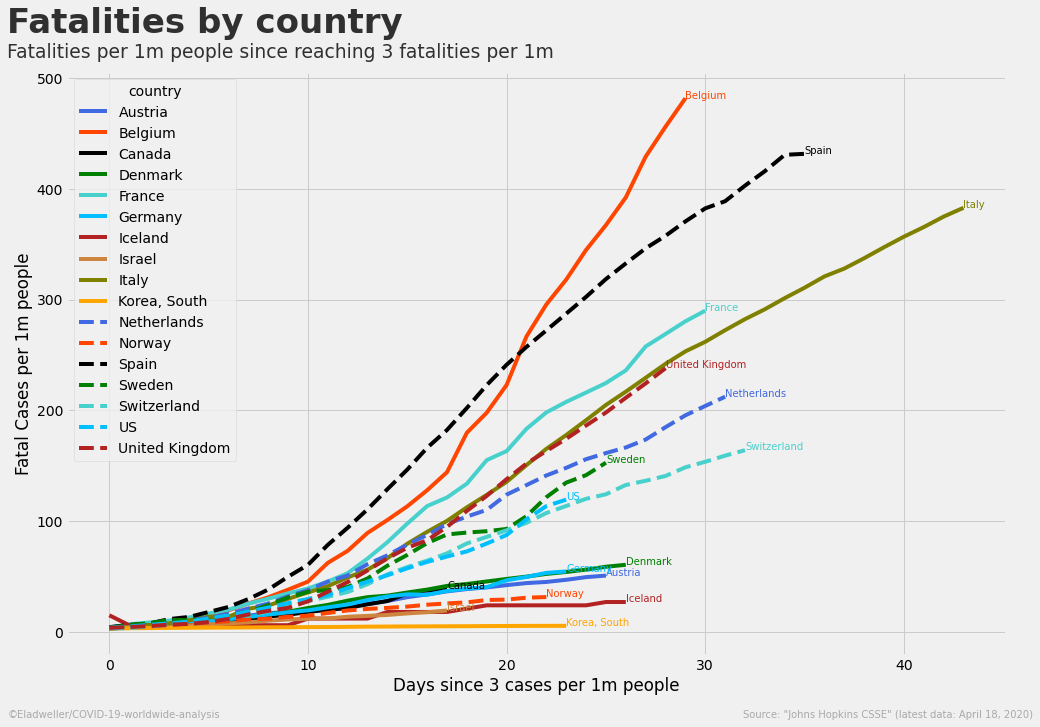 Fatalities by country
Fatalities per 1m people since reaching 3 fatalities per 1m
500
400
300
200
100
0
Fatal Cases per 1m people
country
Austria
Belgium
Canada
Denmark
France
Germany
Iceland
Israel
Italy
Korea, South
Netherlands
Norway
Spain
Sweden
Switzerland
US
United Kingdom
Belgium
Spain
Italy
France
United Kingdom
Netherlands
Switzerland
Sweden
US
Denmark
Germany
Austria
Canada
Norway
Iceland
Israel
Korea, South
0
10
20
30
40
Days since 3 cases per 1m people
©Eladweller/COVID-19-worldwide-analysis
Source: "Johns Hopkins CSSE" (latest data: April 18, 2020)